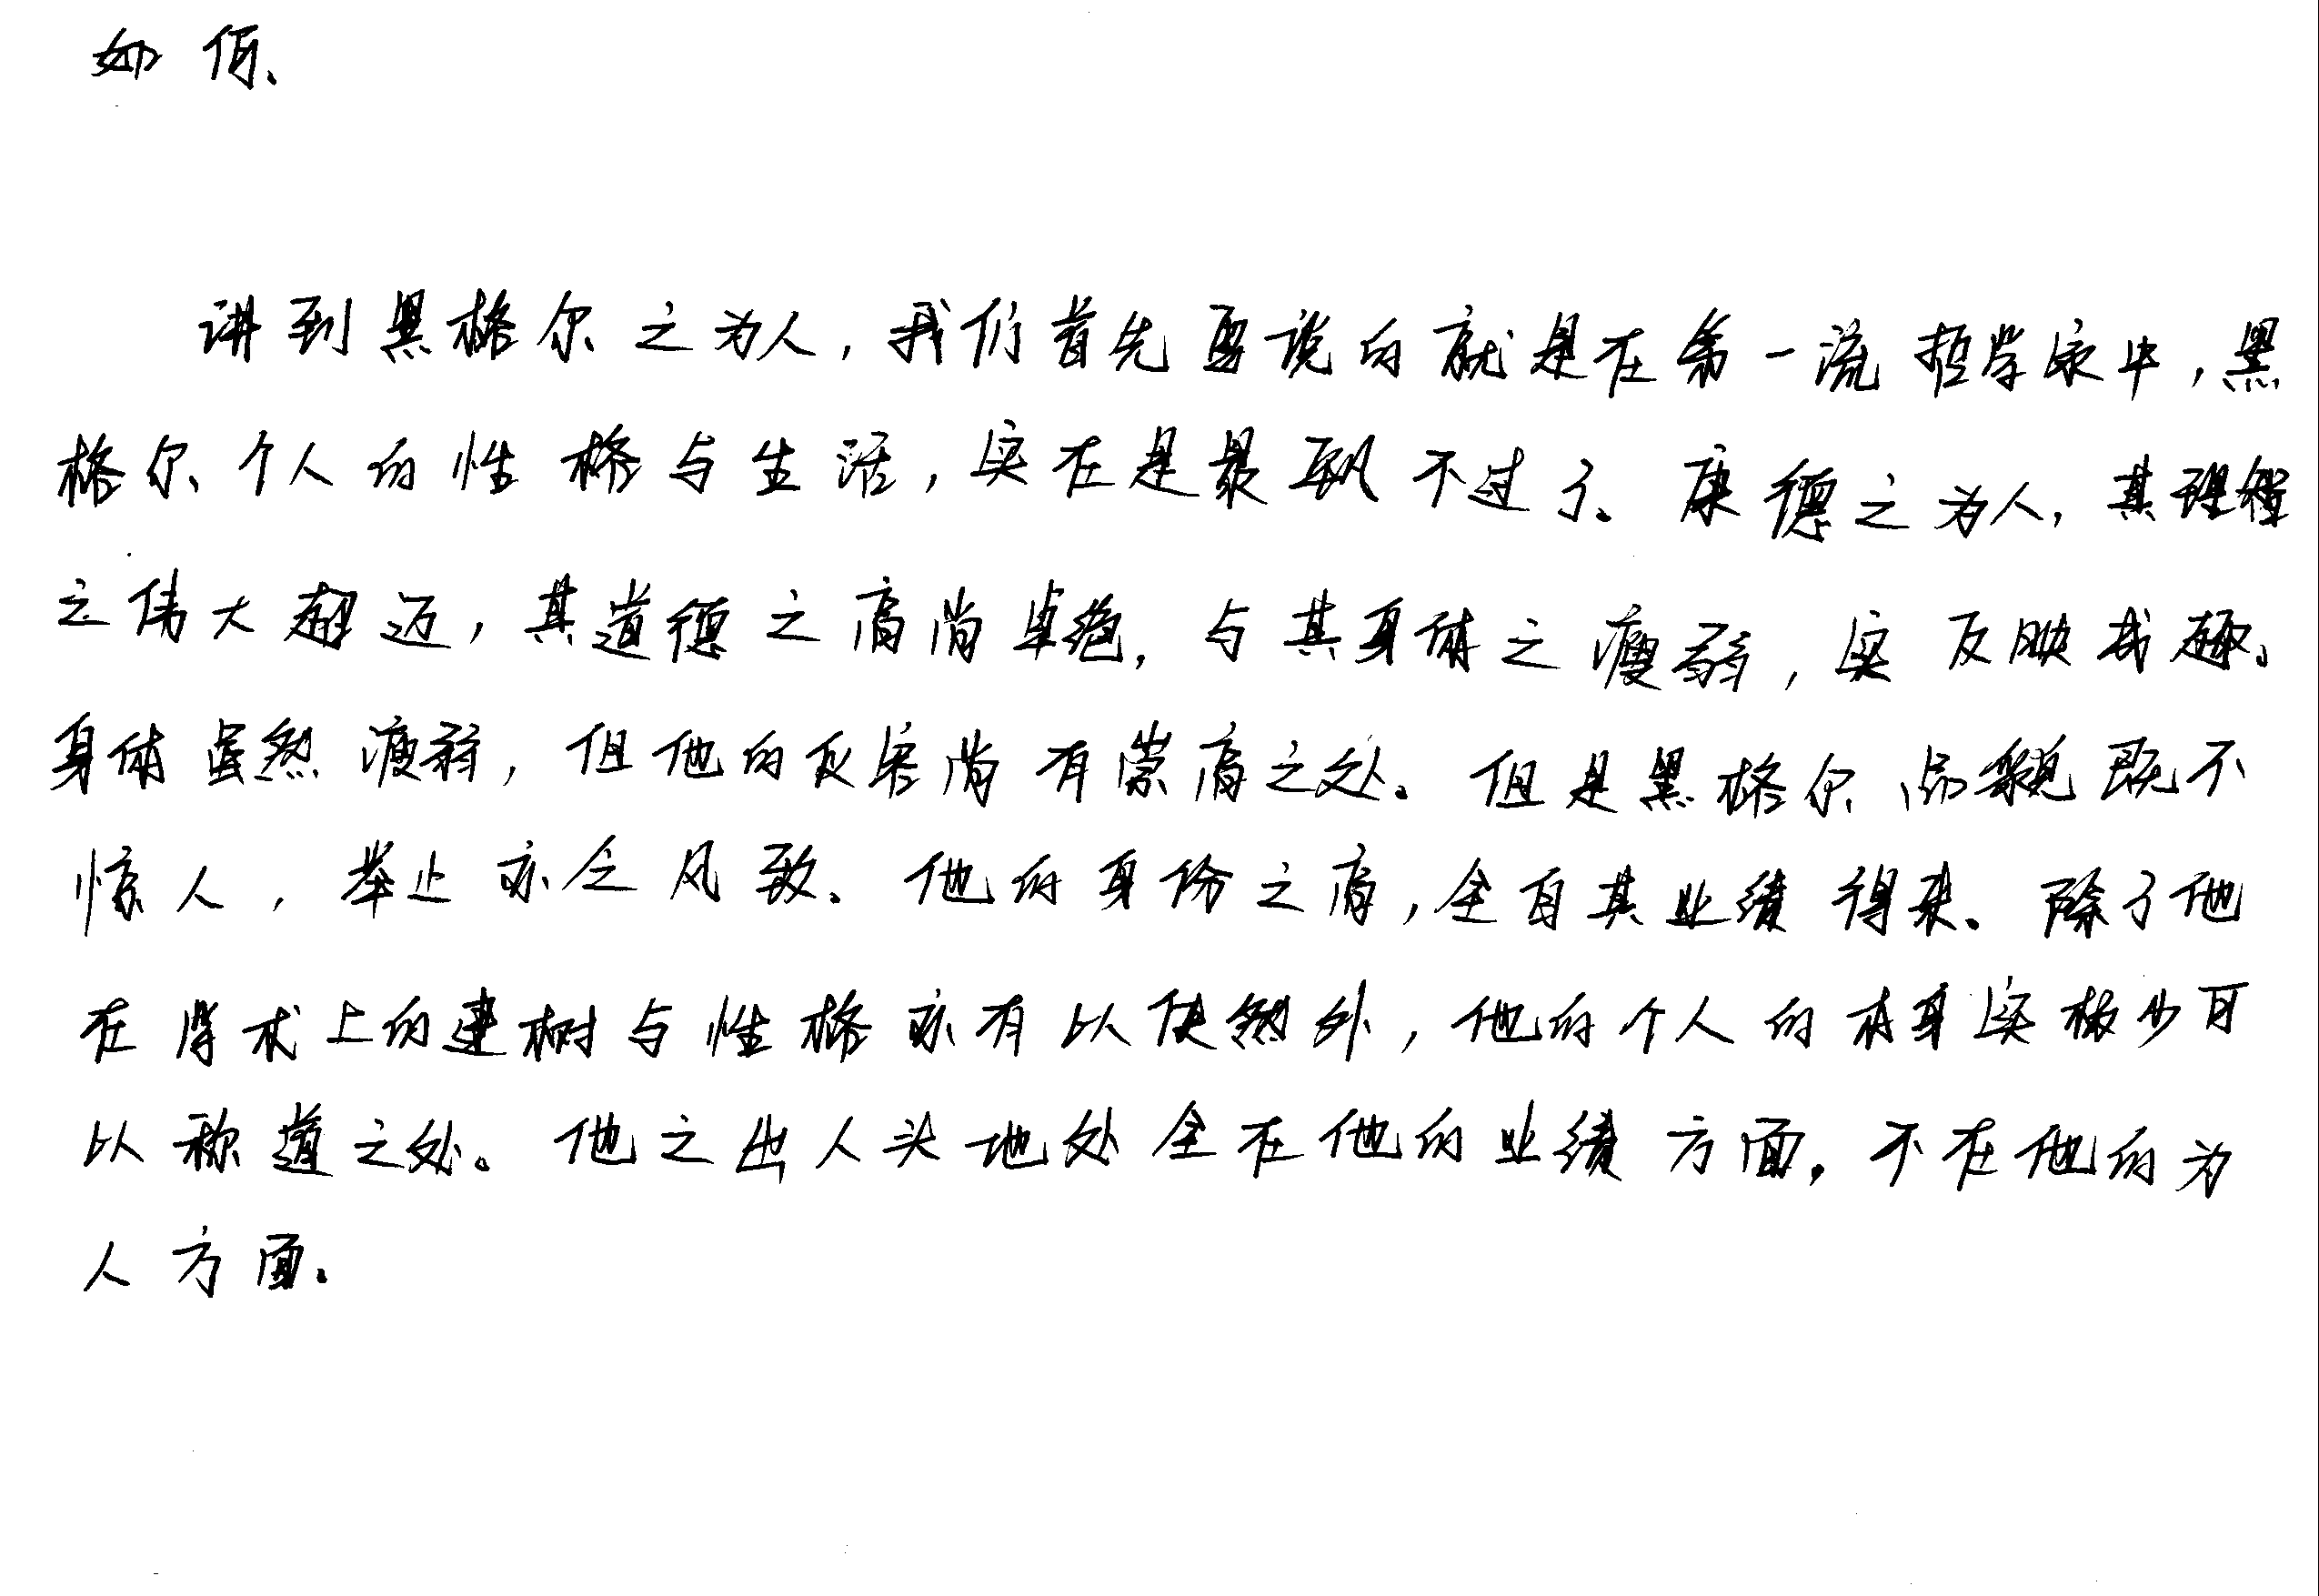 如何、
讲到黑格尔之为人，我们首先要说的就是在第一流哲学家中，黑
格尔个人的性格与生活，实在是最飘不过了。康德之为人，其理智
之伟大超迈，其道德之高尚卓绝，与其身体之瘦弱，实反映成趣。
身体虽然瘦弱，但他的仪容尚有崇高之处。但是黑格尔品貌既不
惊人，举止亦乏风致。他的身份之高，全自其业绩得来。除了他
在学术上的建树与性格亦有以使然外，他的个人的本身实极少可
以称道之处。他之出人头地处全在他的业绩方面，不在他的为
人方面。